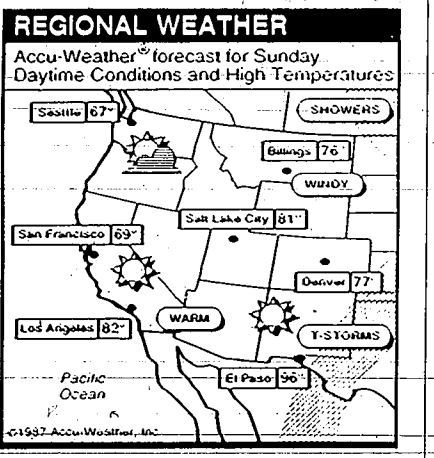 REGIONAL WEATHER
Accu-Weather® forecast for Sunday
Daytime Conditions and High Temperatures
SHOWERS
Seattle 67°
Billings 76°
WINDY
Salt Lake City 81°
San Francisco 69°
Denver 77°
WARM
Los Angeles 82°
T-STORMS
El Paso 96°
Pacific
Ocean
©1987 Accu-Weather, Inc.